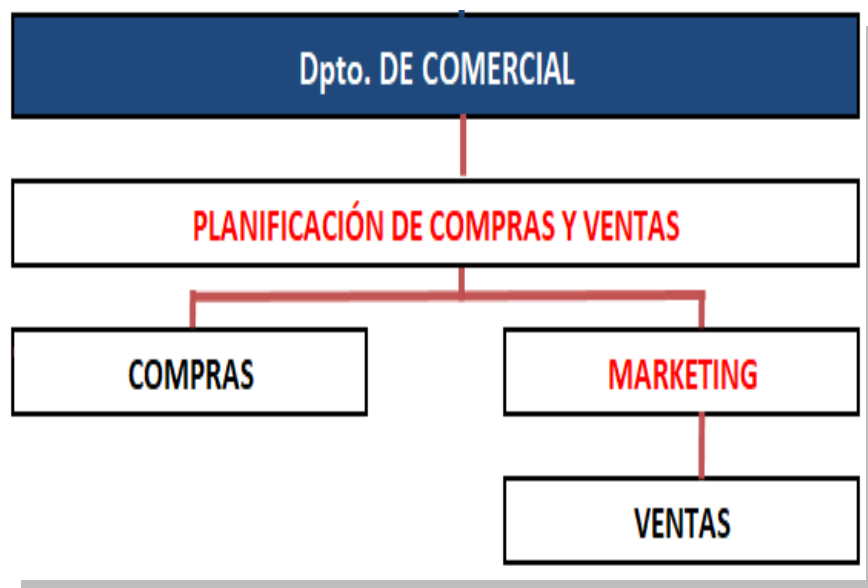 Dpto. DE COMERCIAL
PLANIFICACIÓN DE COMPRAS Y VENTAS
COMPRAS
MARKETING
VENTAS